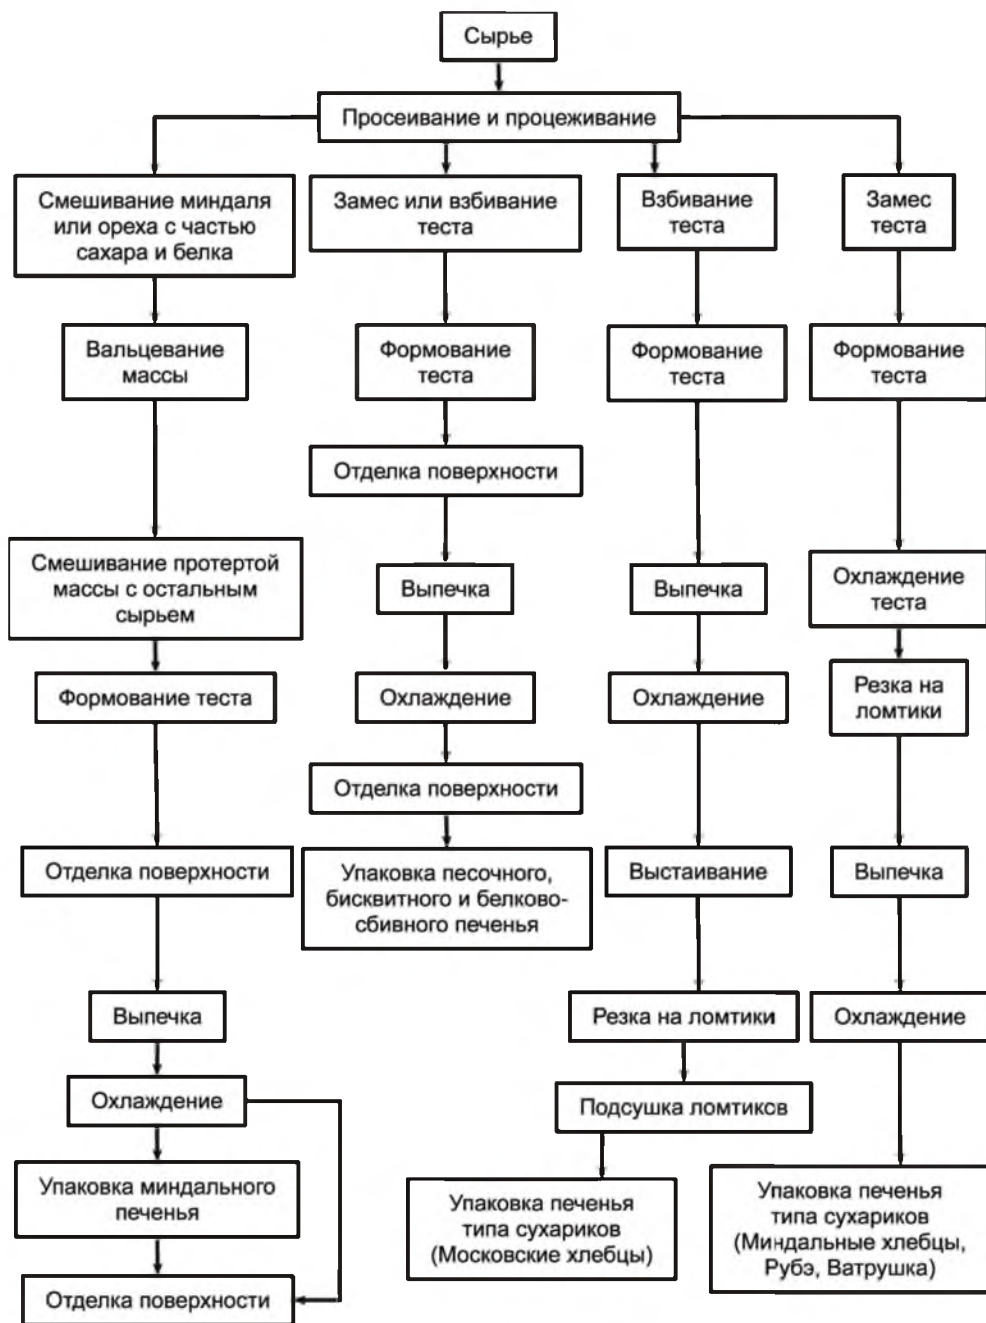 Сырье
Просеивание и процеживание
Смешивание миндаля
или ореха с частью
сахара и белка
Вальцевание
массы
Смешивание протертой
массы с остальным
сырьем
Формование теста
Отделка поверхности
Выпечка
Охлаждение
Упаковка миндального
печенья
Отделка поверхности
Замес или взбивание
теста
Формование
теста
Отделка поверхности
Выпечка
Охлаждение
Отделка поверхности
Упаковка песочного,
бисквитного и белково-
сбивного печенья
Взбивание
теста
Формование
теста
Выпечка
Охлаждение
Выстаивание
Резка на ломтики
Подсушка ломтиков
Упаковка печенья
типа сухариков
(Московские хлебцы)
Замес
теста
Формование
теста
Охлаждение
теста
Резка на
ломтики
Выпечка
Охлаждение
Упаковка печенья
типа сухариков
(Миндальные хлебцы,
Рубэ, Ватрушка)